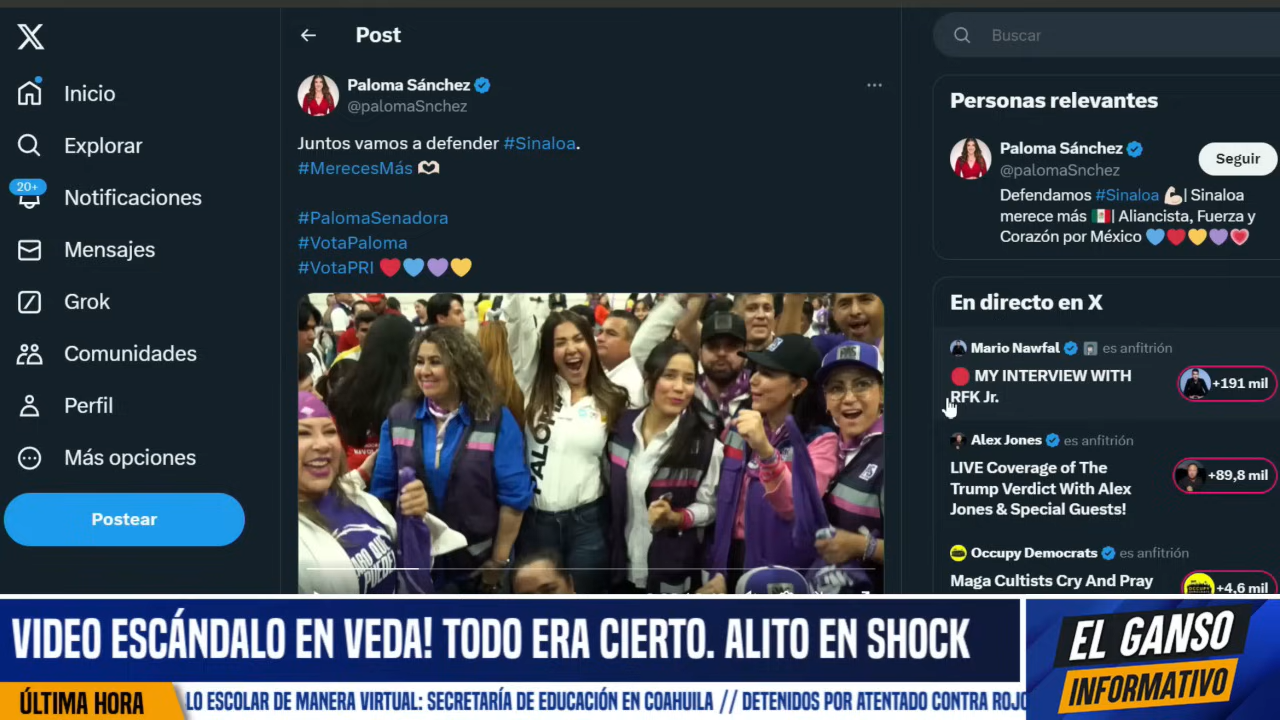 Inicio
Explorar
20+
Notificaciones
Mensajes
Grok
Comunidades
Perfil
Más opciones
Postear
Post
Paloma Sánchez
@palomaSnchez
Juntos vamos a defender #Sinaloa.
#MerecesMás 🫶
#PalomaSenadora
#VotaPaloma
#VotaPRI ❤️💙💜💛
PALOMA
Buscar
Personas relevantes
Paloma Sánchez
@palomaSnchez
Seguir
Defendamos #Sinaloa 💪🏻| Sinaloa
merece más 🇲🇽| Aliancista, Fuerza y
Corazón por México 💙❤️💛💜💗
En directo en X
Mario Nawfal es anfitrión
🔴 MY INTERVIEW WITH
RFK Jr.
+191 mil
Alex Jones es anfitrión
LIVE Coverage of The
Trump Verdict With Alex
Jones & Special Guests!
+89,8 mil
Occupy Democrats es anfitrión
Maga Cultists Cry And Pray
+4,6 mil
VIDEO ESCÁNDALO EN VEDA! TODO ERA CIERTO. ALITO EN SHOCK
EL GANSO
INFORMATIVO
ÚLTIMA HORA
LO ESCOLAR DE MANERA VIRTUAL: SECRETARÍA DE EDUCACIÓN EN COAHUILA // DETENIDOS POR ATENTADO CONTRA ROJO